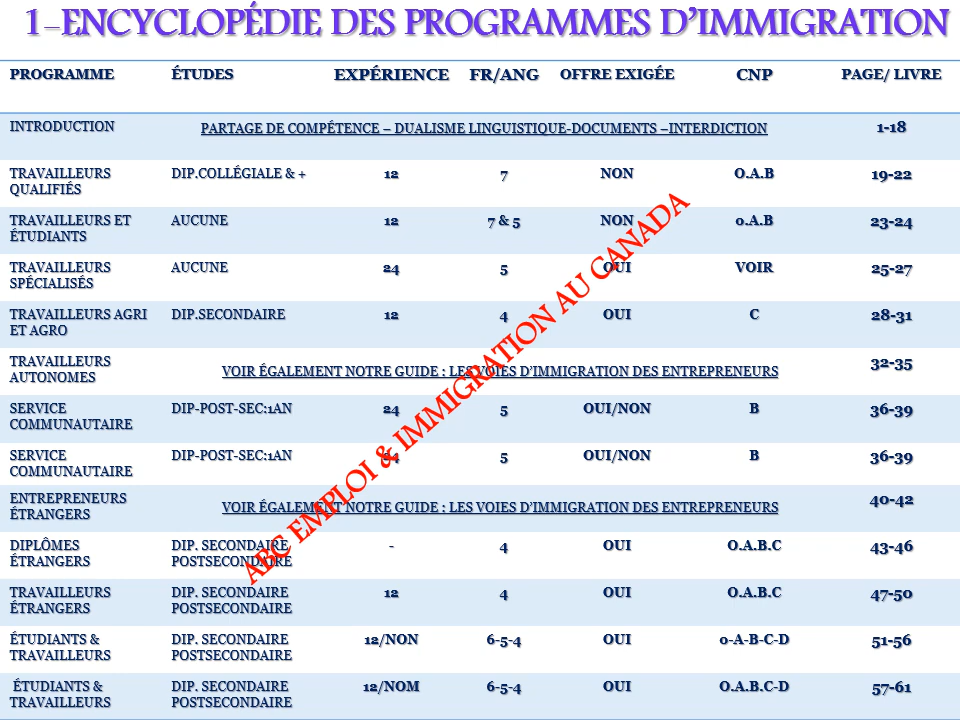 1–ENCYCLOPÉDIE DES PROGRAMMES D’IMMIGRATION
PROGRAMME ÉTUDES EXPÉRIENCE FR/ANG OFFRE EXIGÉE CNP PAGE/ LIVRE
INTRODUCTION PARTAGE DE COMPÉTENCE – DUALISME LINGUISTIQUE-DOCUMENTS –INTERDICTION 1-18
TRAVAILLEURS QUALIFIÉS DIP.COLLÉGIALE & + 12 7 NON O.A.B 19-22
TRAVAILLEURS ET ÉTUDIANTS AUCUNE 12 7 & 5 NON 0.A.B 23-24
TRAVAILLEURS SPÉCIALISÉS AUCUNE 24 5 OUI VOIR 25-27
TRAVAILLEURS AGRI ET AGRO DIP.SECONDAIRE 12 4 OUI C 28-31
TRAVAILLEURS AUTONOMES VOIR ÉGALEMENT NOTRE GUIDE : LES VOIES D’IMMIGRATION DES ENTREPRENEURS 32-35
SERVICE COMMUNAUTAIRE DIP-POST-SEC:1AN 24 5 OUI/NON B 36-39
SERVICE COMMUNAUTAIRE DIP-POST-SEC:1AN 24 5 OUI/NON B 36-39
ENTREPRENEURS ÉTRANGERS VOIR ÉGALEMENT NOTRE GUIDE : LES VOIES D’IMMIGRATION DES ENTREPRENEURS 40-42
DIPLÔMES ÉTRANGERS DIP. SECONDAIRE POSTSECONDAIRE - 4 OUI O.A.B.C 43-46
TRAVAILLEURS ÉTRANGERS DIP. SECONDAIRE POSTSECONDAIRE 12 4 OUI O.A.B.C 47-50
ÉTUDIANTS & TRAVAILLEURS DIP. SECONDAIRE POSTSECONDAIRE 12/NON 6-5-4 OUI 0-A-B-C-D 51-56
ÉTUDIANTS & TRAVAILLEURS DIP. SECONDAIRE POSTSECONDAIRE 12/NOM 6-5-4 OUI O.A.B.C-D 57-61
ABC EMPLOI & IMMIGRATION AU CANADA